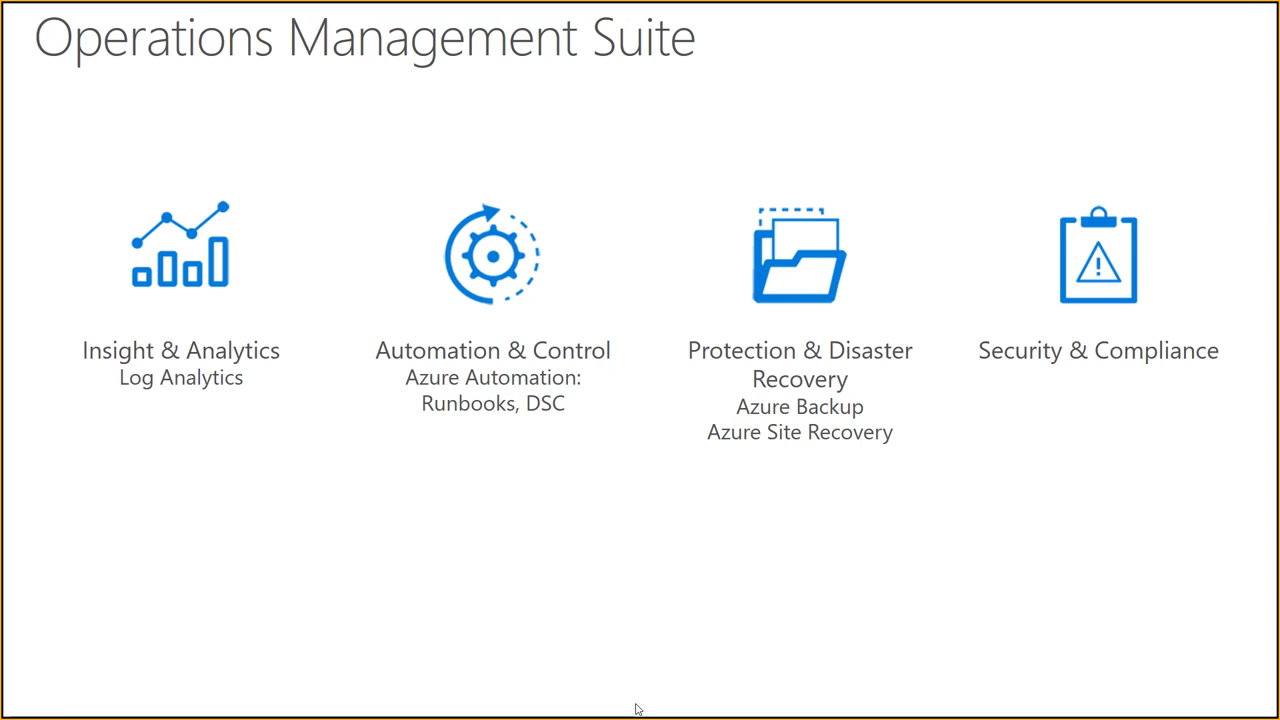 Operations Management Suite
Insight & Analytics
Log Analytics
Automation & Control
Azure Automation:
Runbooks, DSC
Protection & Disaster
Recovery
Azure Backup
Azure Site Recovery
Security & Compliance